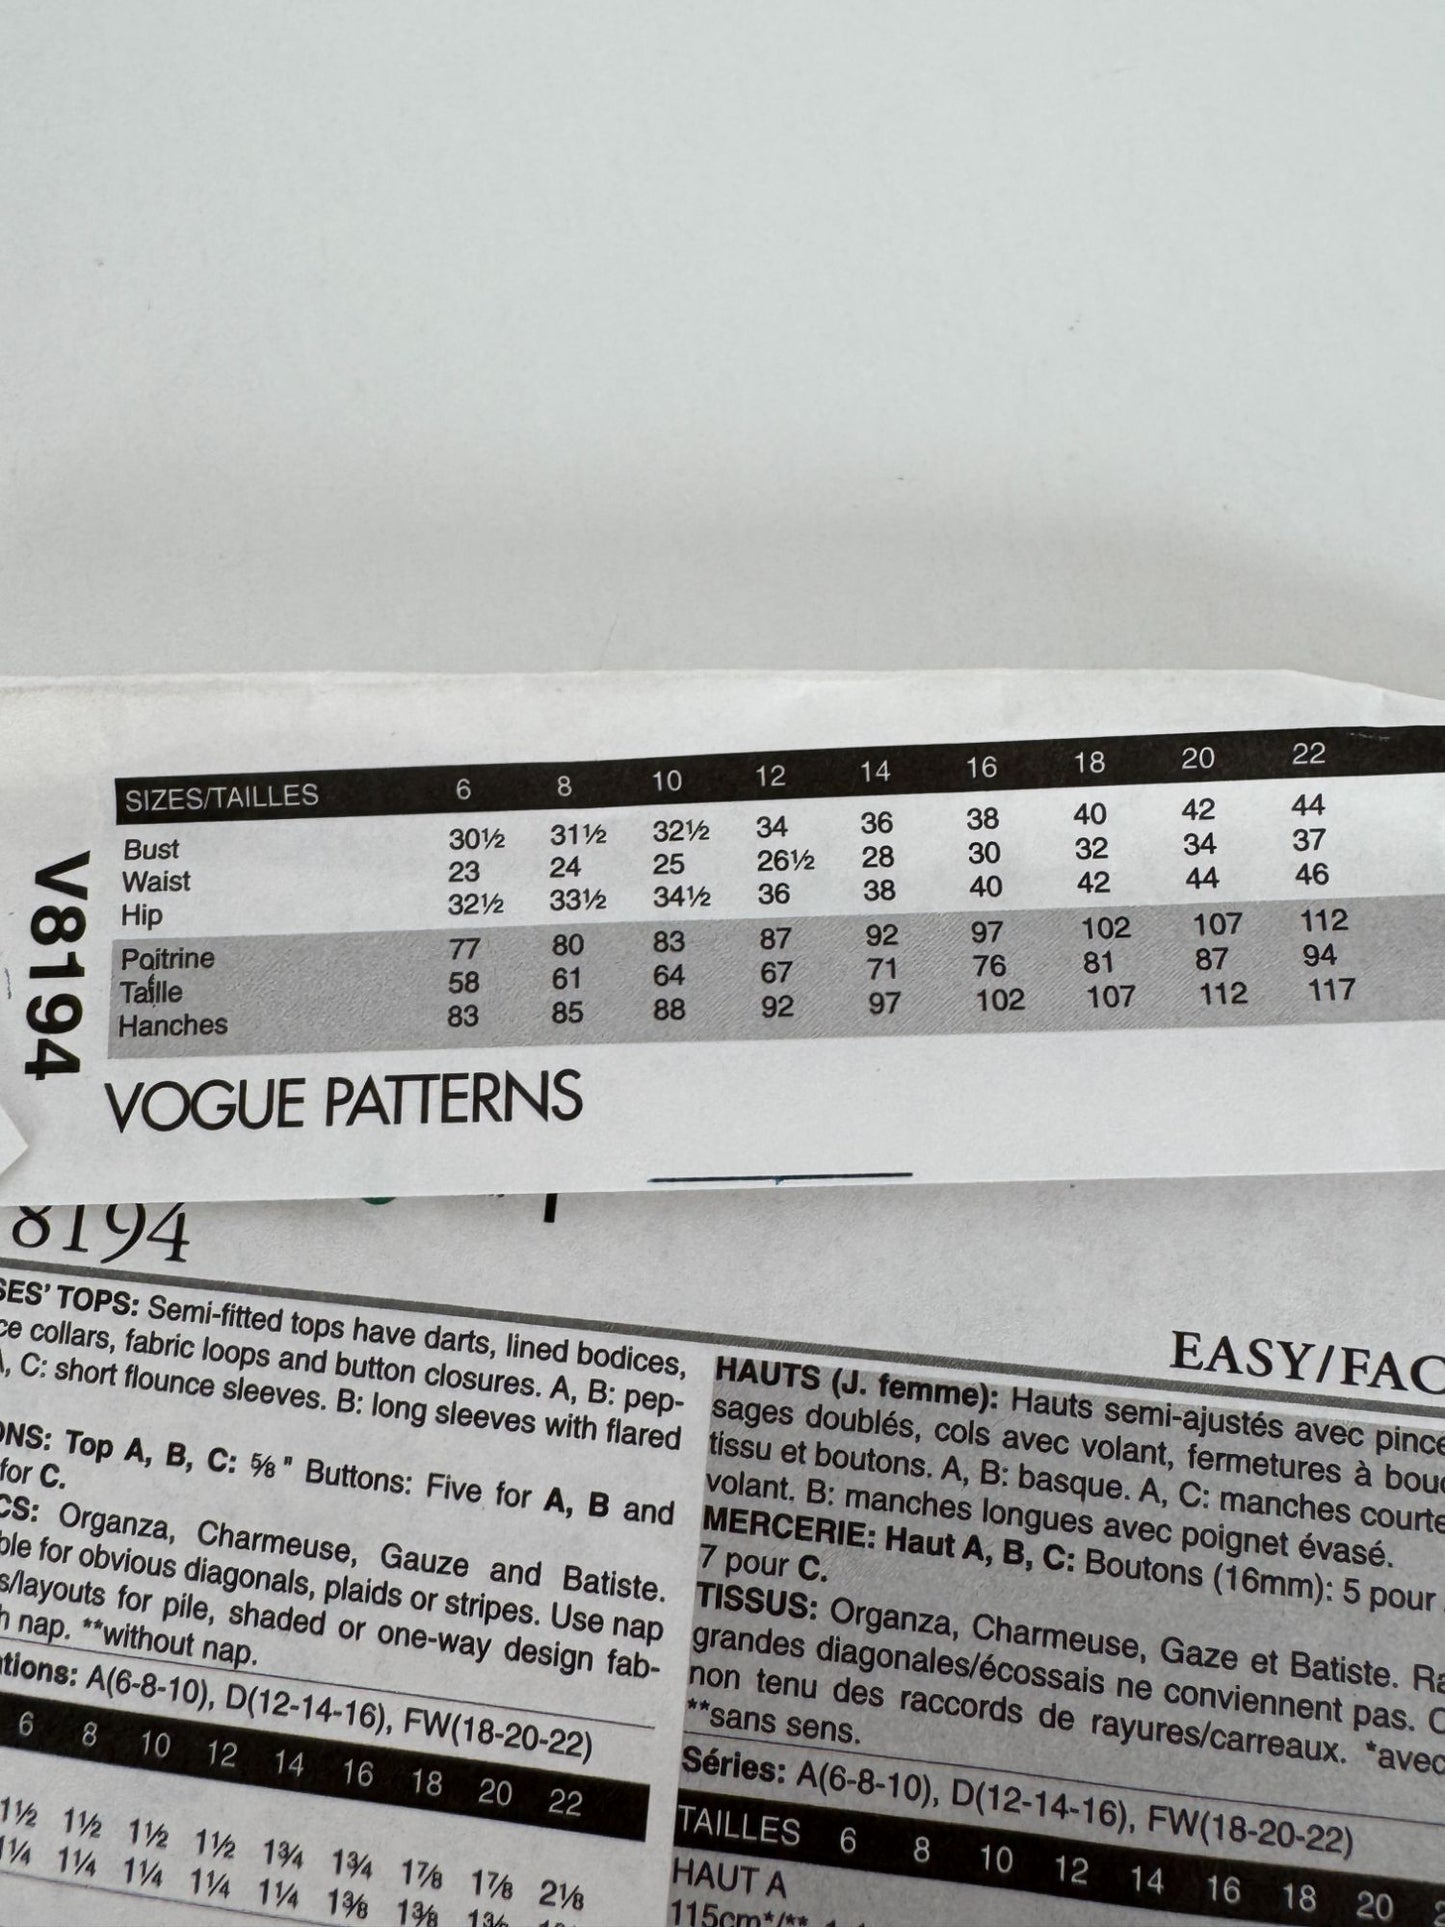 SIZES/TAILLES 6 8 10 12 14 16 18 20 22
Bust 30½ 31½ 32½ 34 36 38 40 42 44
Waist 23 24 25 26½ 28 30 32 34 37
Hip 32½ 33½ 34½ 36 38 40 42 44 46
Poitrine 77 80 83 87 92 97 102 107 112
Taille 58 61 64 67 71 76 81 87 94
Hanches 83 85 88 92 97 102 107 112 117
V8194
VOGUE PATTERNS
8194
EASY/FAC
SES' TOPS: Semi-fitted tops have darts, lined bodices,
ce collars, fabric loops and button closures. A, B: pep-
A, C: short flounce sleeves. B: long sleeves with flared
ONS: Top A, B, C: ⅝ " Buttons: Five for A, B and
for C.
CS: Organza, Charmeuse, Gauze and Batiste.
ble for obvious diagonals, plaids or stripes. Use nap
s/layouts for pile, shaded or one-way design fab-
h nap. **without nap.
ations: A(6-8-10), D(12-14-16), FW(18-20-22)
6 8 10 12 14 16 18 20 22
1½ 1½ 1½ 1½ 1¾ 1¾ 1⅞ 1⅞ 2⅛
1¼ 1¼ 1¼ 1¼ 1¼ 1⅜ 1⅜ 1⅜
HAUTS (J. femme): Hauts semi-ajustés avec pince
sages doublés, cols avec volant, fermetures à bouc
tissu et boutons. A, B: basque. A, C: manches courte
volant. B: manches longues avec poignet évasé.
MERCERIE: Haut A, B, C: Boutons (16mm): 5 pour
7 pour C.
TISSUS: Organza, Charmeuse, Gaze et Batiste. Ra
grandes diagonales/écossais ne conviennent pas. C
non tenu des raccords de rayures/carreaux. *avec
**sans sens.
Séries: A(6-8-10), D(12-14-16), FW(18-20-22)
TAILLES 6 8 10 12 14 16 18 20 2
HAUT A
115cm*/**